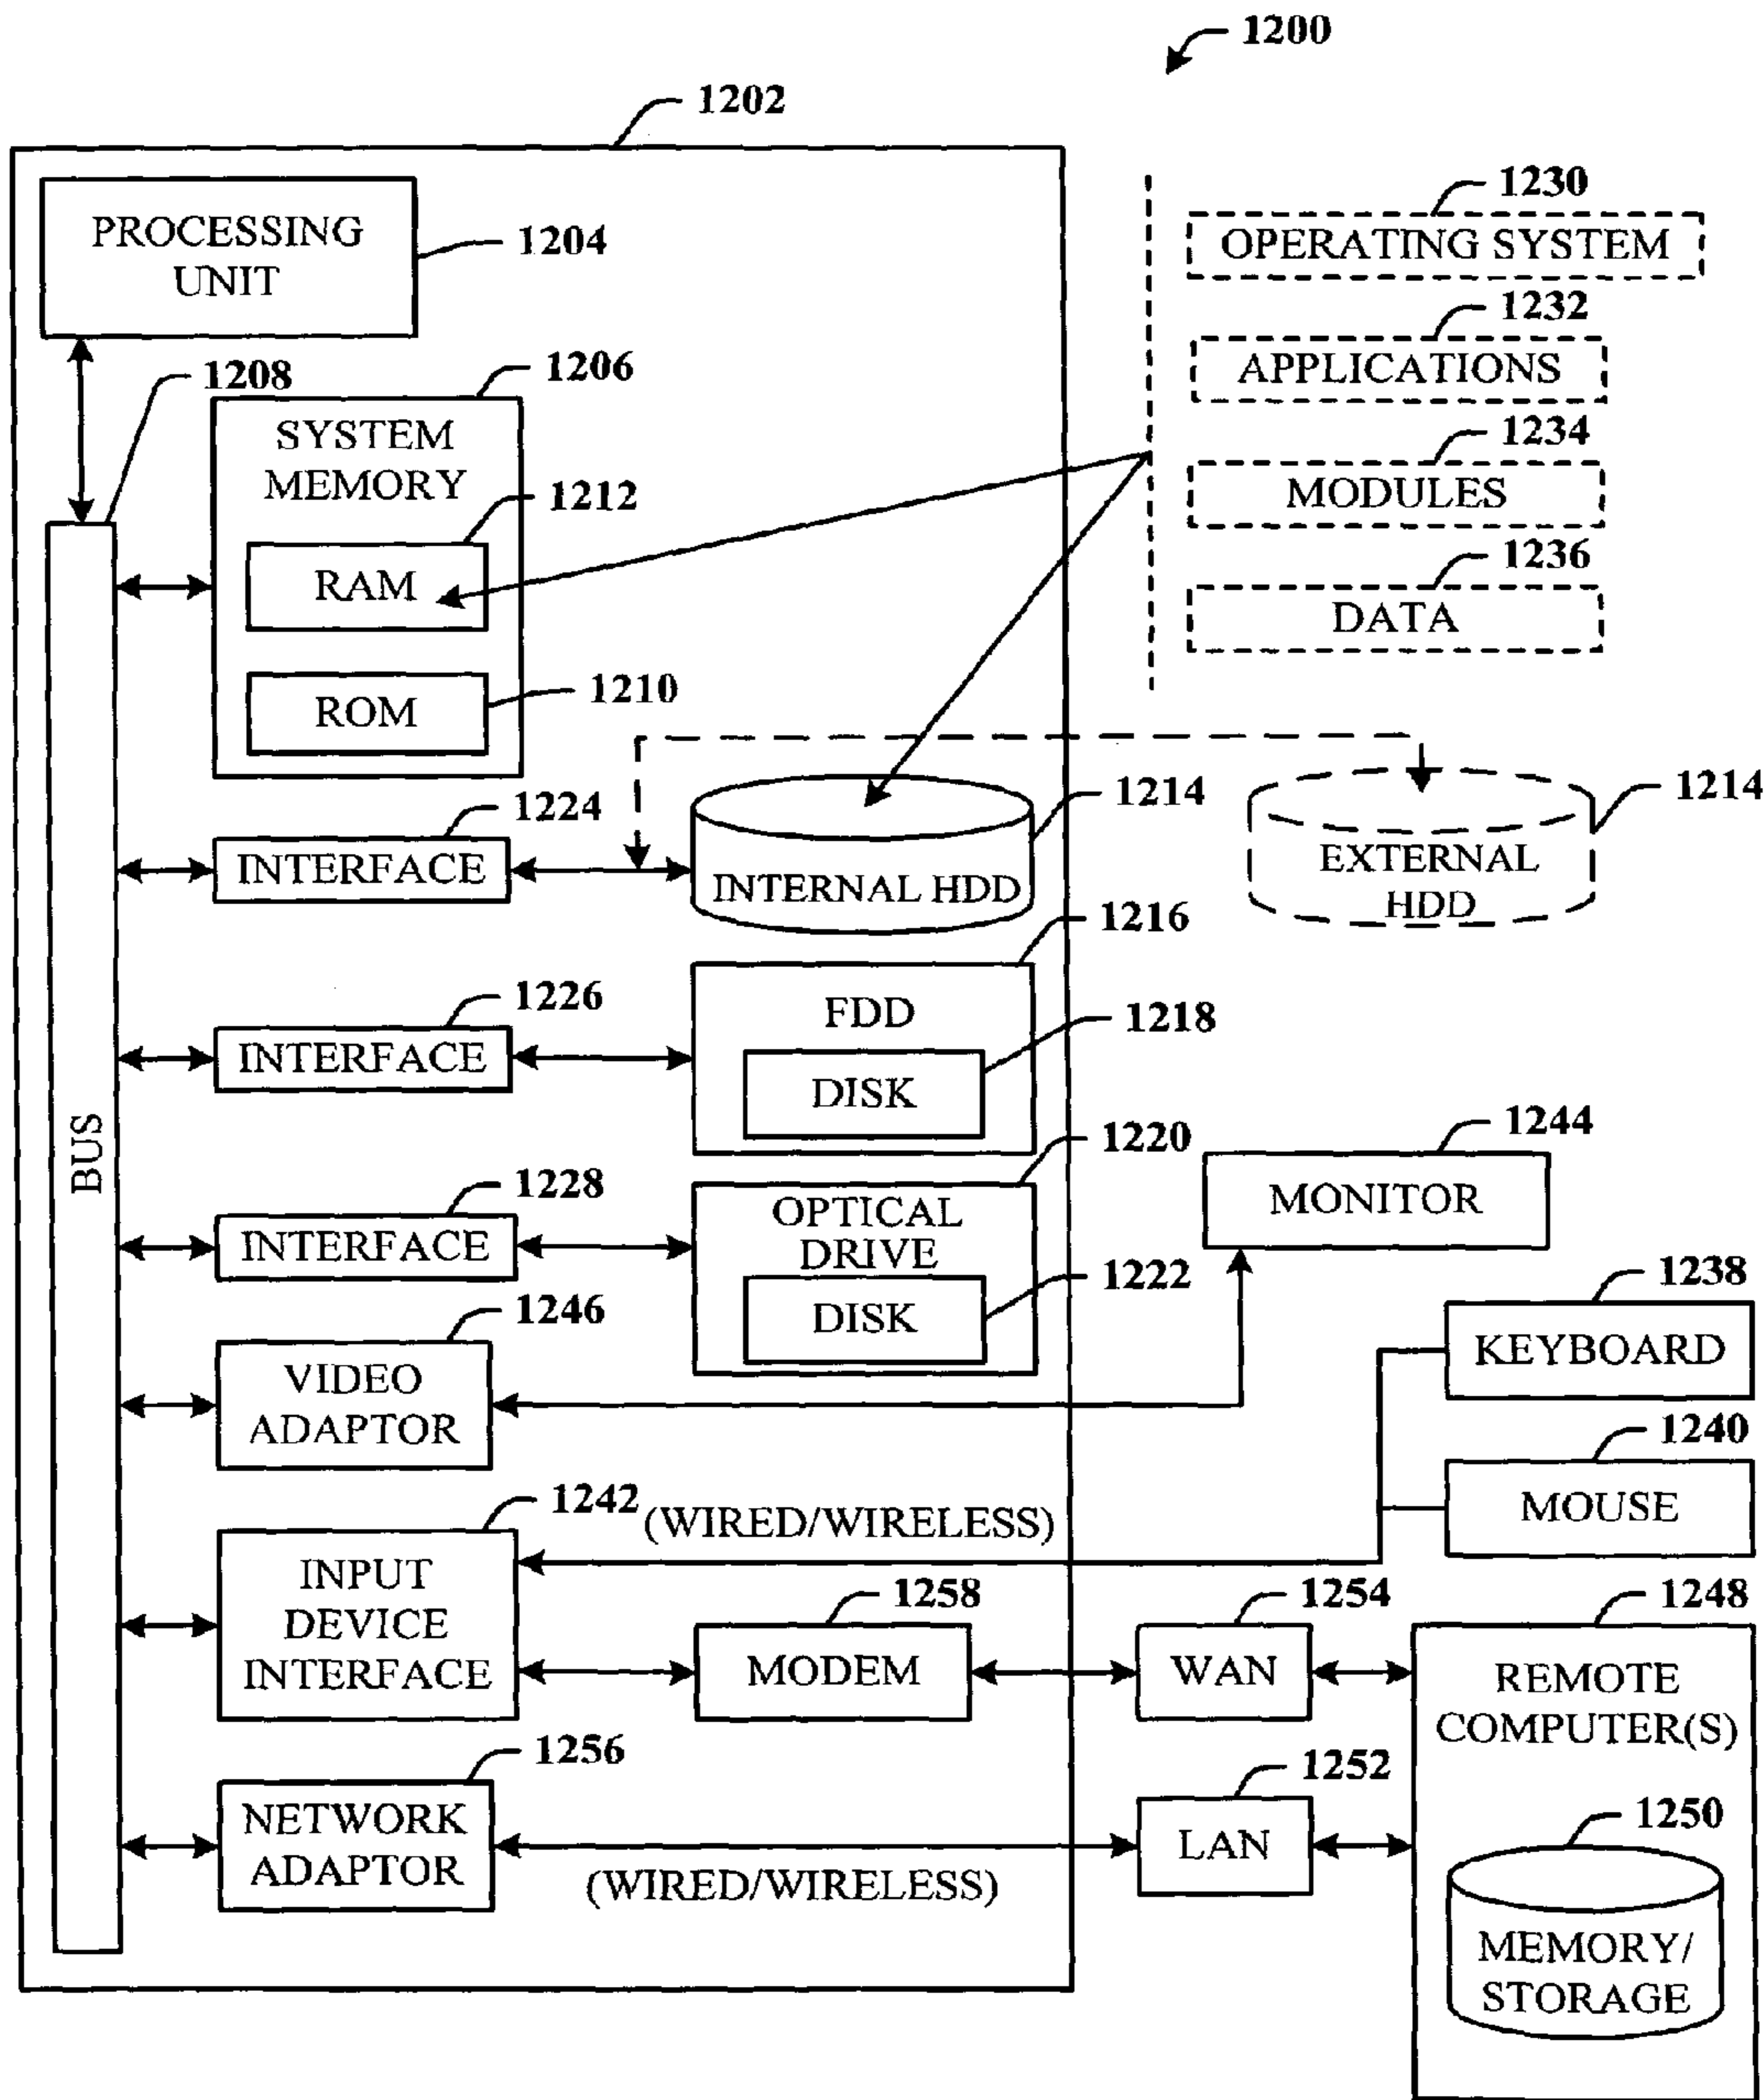 1200
1202
PROCESSING
UNIT
1204
1230
OPERATING SYSTEM
1232
APPLICATIONS
1234
MODULES
1236
DATA
1208
1206
SYSTEM
MEMORY
1212
RAM
1210
ROM
BUS
1224
INTERFACE
1214
INTERNAL HDD
1214
EXTERNAL
HDD
1226
INTERFACE
1216
FDD
1218
DISK
1228
INTERFACE
1220
OPTICAL
DRIVE
1222
DISK
1244
MONITOR
1246
VIDEO
ADAPTOR
1238
KEYBOARD
1240
MOUSE
1242
(WIRED/WIRELESS)
INPUT
DEVICE
INTERFACE
1258
MODEM
1254
WAN
1248
REMOTE
COMPUTER(S)
1256
NETWORK
ADAPTOR
(WIRED/WIRELESS)
1252
LAN
1250
MEMORY/
STORAGE